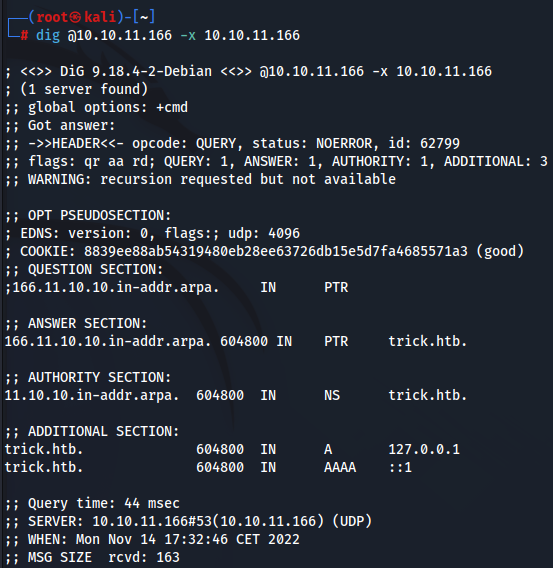 ┌──(root㉿kali)-[~]
└─# dig @10.10.11.166 -x 10.10.11.166

; <<>> DiG 9.18.4-2-Debian <<>> @10.10.11.166 -x 10.10.11.166
; (1 server found)
;; global options: +cmd
;; Got answer:
;; ->>HEADER<<- opcode: QUERY, status: NOERROR, id: 62799
;; flags: qr aa rd; QUERY: 1, ANSWER: 1, AUTHORITY: 1, ADDITIONAL: 3
;; WARNING: recursion requested but not available

;; OPT PSEUDOSECTION:
; EDNS: version: 0, flags:; udp: 4096
; COOKIE: 8839ee88ab54319480eb28ee63726db15e5d7fa4685571a3 (good)
;; QUESTION SECTION:
;166.11.10.10.in-addr.arpa.     IN      PTR

;; ANSWER SECTION:
166.11.10.10.in-addr.arpa. 604800 IN    PTR     trick.htb.

;; AUTHORITY SECTION:
11.10.10.in-addr.arpa.  604800  IN      NS      trick.htb.

;; ADDITIONAL SECTION:
trick.htb.              604800  IN      A       127.0.0.1
trick.htb.              604800  IN      AAAA    ::1

;; Query time: 44 msec
;; SERVER: 10.10.11.166#53(10.10.11.166) (UDP)
;; WHEN: Mon Nov 14 17:32:46 CET 2022
;; MSG SIZE  rcvd: 163